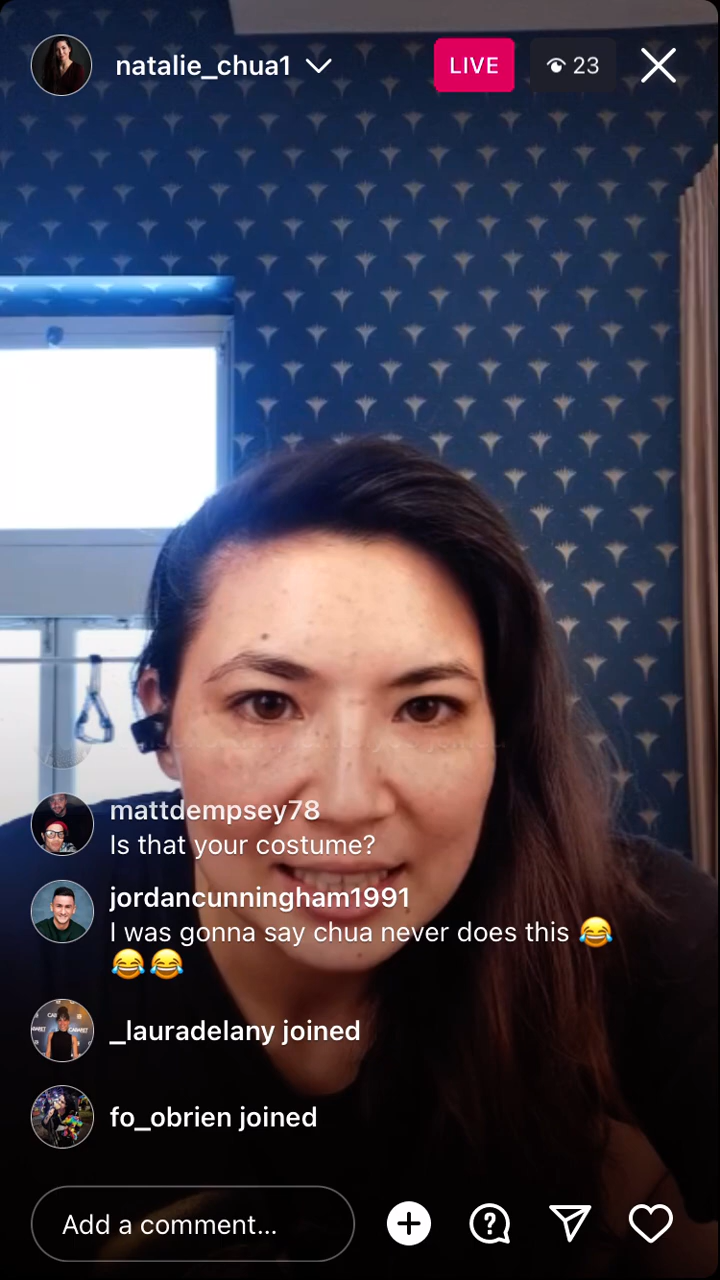 natalie_chua1
LIVE
23
mattdempsey78
Is that your costume?
jordancunningham1991
I was gonna say chua never does this 😂
😂😂
_lauradelany joined
fo_obrien joined
Add a comment...